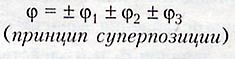 φ = ± φ₁ ± φ₂ ± φ₃
(принцип суперпозиции)